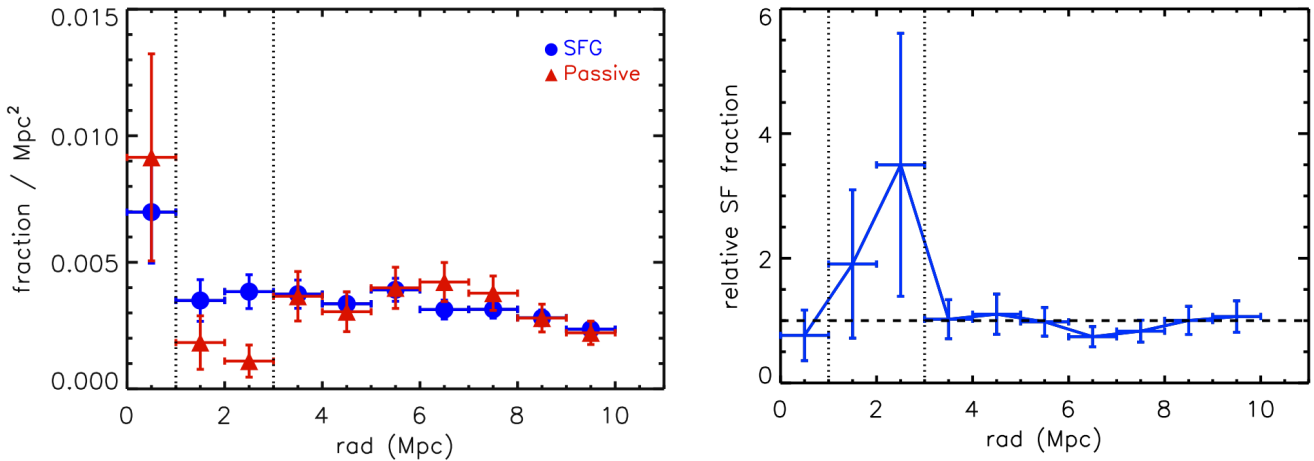 0.015
0.010
0.005
0.000
fraction / Mpc²
SFG
Passive
0 2 4 6 8 10
rad (Mpc)
6
4
2
1
0
relative SF fraction
0 2 4 6 8 10
rad (Mpc)